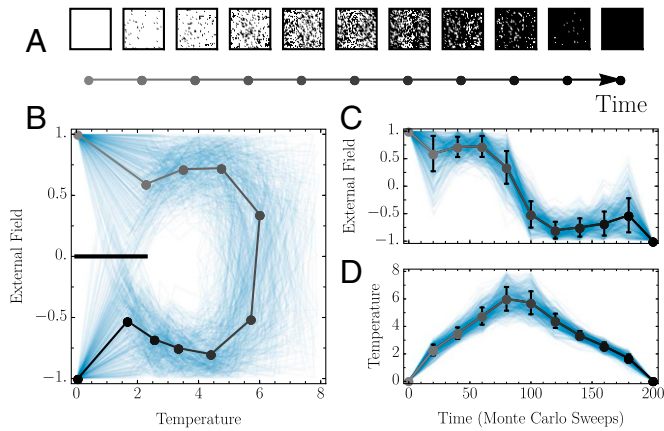 A
Time
B
C
D
External Field
1.
0.5
0.
−0.5
−1.
0
2
4
6
8
Temperature
External Field
1.0
0.5
0.
−0.5
−1.
Temperature
8
6
4
2
0
0
50
100
150
200
Time (Monte Carlo Sweeps)